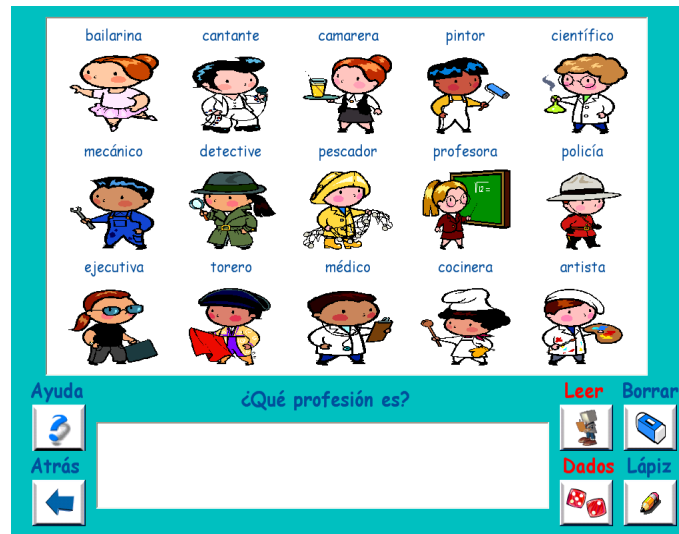 bailarina cantante camarera pintor científico
mecánico detective pescador profesora policía
√12 =
ejecutiva torero médico cocinera artista
Ayuda ¿Qué profesión es? Leer Borrar
Atrás Dados Lápiz